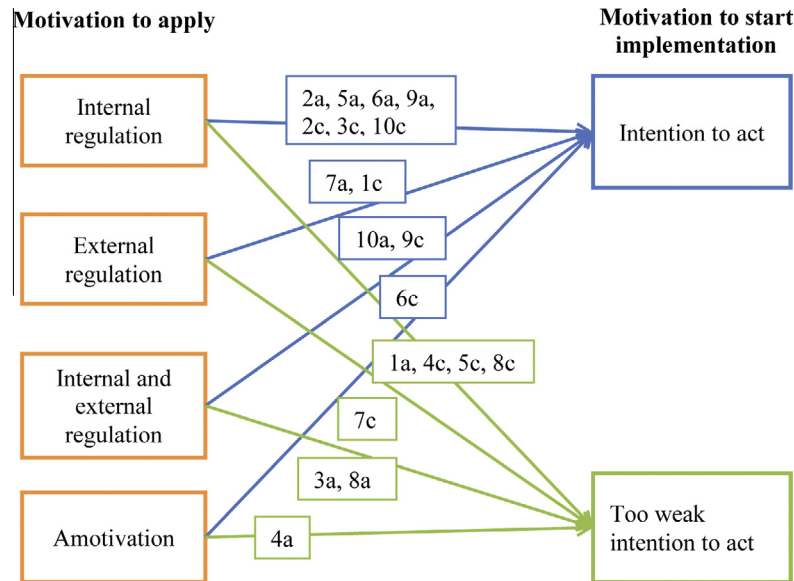 Motivation to apply
Motivation to start
implementation
Internal
regulation
2a, 5a, 6a, 9a,
2c, 3c, 10c
Intention to act
7a, 1c
External
regulation
10a, 9c
6c
1a, 4c, 5c, 8c
Internal and
external
regulation
7c
3a, 8a
Amotivation
4a
Too weak
intention to act